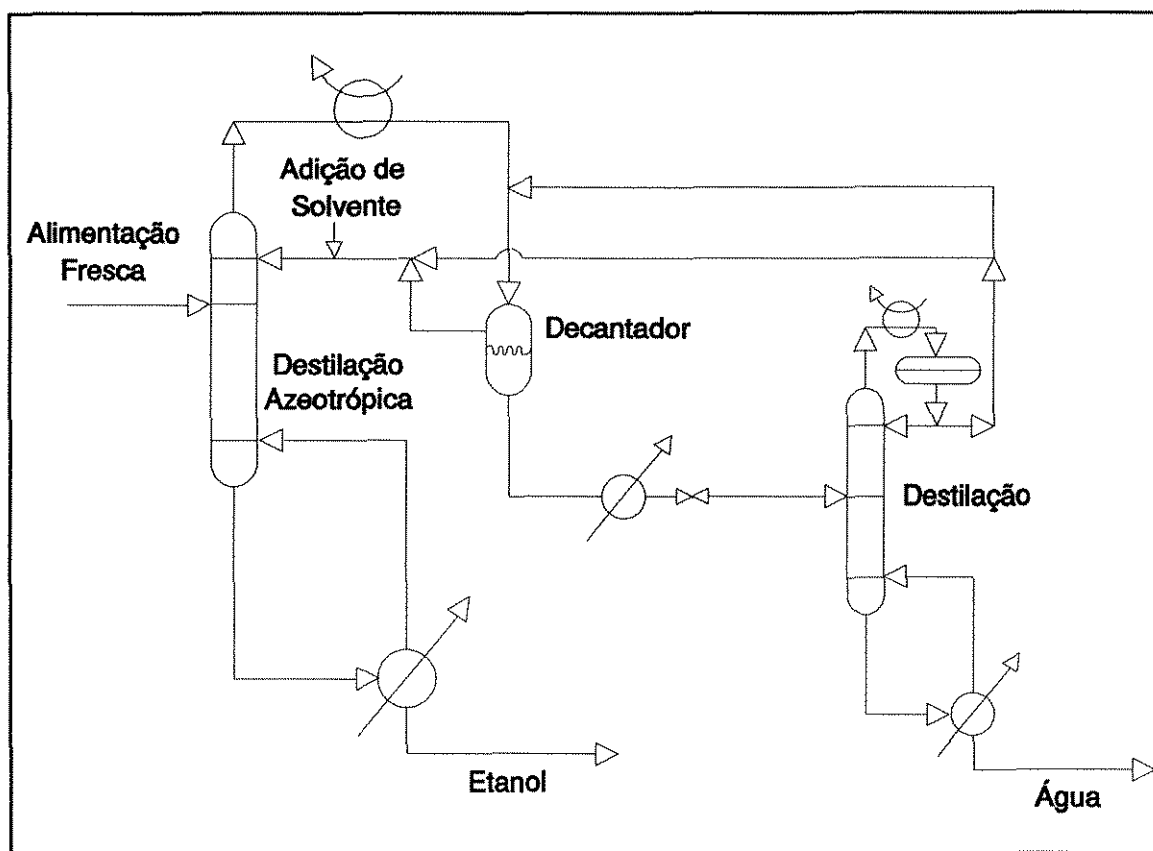 Adição de
Solvente
Alimentação
Fresca
Decantador
Destilação
Azeotrópica
Destilação
Etanol
Água